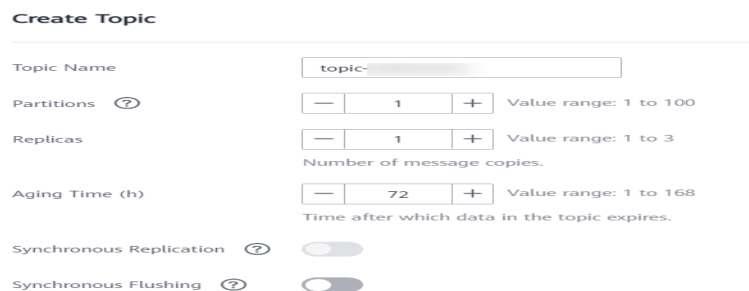 Create Topic
Topic Name topic-
Partitions ? — 1 + Value range: 1 to 100
Replicas — 1 + Value range: 1 to 3
Number of message copies.
Aging Time (h) — 72 + Value range: 1 to 168
Time after which data in the topic expires.
Synchronous Replication ?
Synchronous Flushing ?